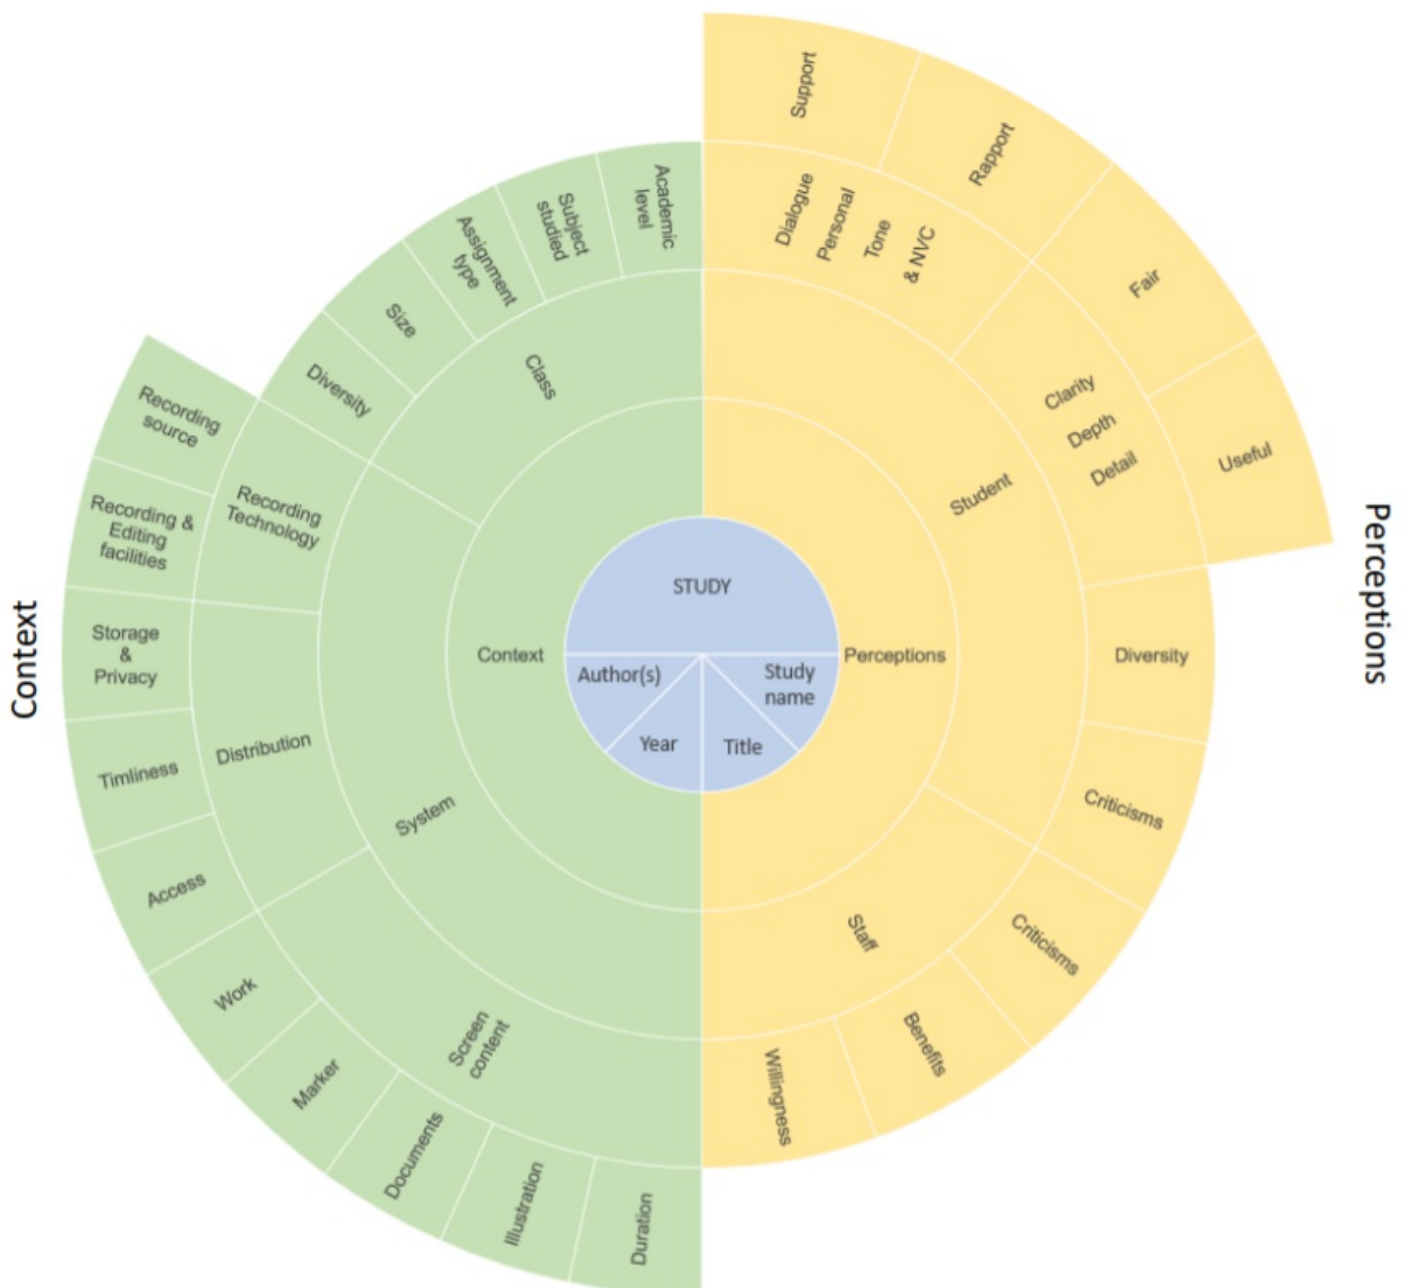 Support
Rapport
Fair
Useful
Dialogue
Personal
Tone
& NVC
Clarity
Depth
Detail
Student
Diversity
Criticisms
Perceptions
Perceptions
Staff
Criticisms
Benefits
Willingness
STUDY
Author(s)
Year
Title
Study
name
Context
Context
Class
Academic
level
Subject
studied
Assignment
type
Size
Diversity
System
Recording
Technology
Recording
source
Recording &
Editing
facilities
Distribution
Storage
&
Privacy
Timliness
Access
Screen
content
Work
Marker
Documents
Illustration
Duration